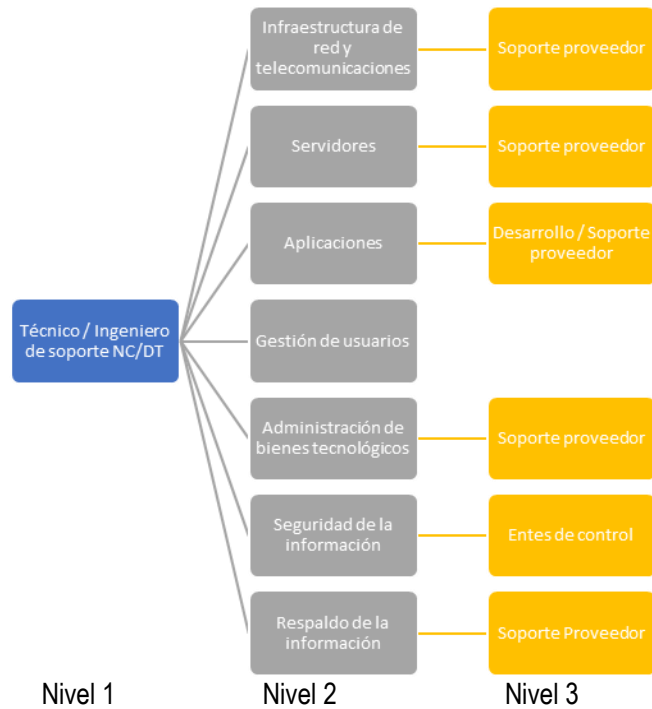 Infraestructura de
red y
telecomunicaciones
Soporte proveedor
Servidores
Soporte proveedor
Aplicaciones
Desarrollo / Soporte
proveedor
Técnico / Ingeniero
de soporte NC/DT
Gestión de usuarios
Administración de
bienes tecnológicos
Soporte proveedor
Seguridad de la
información
Entes de control
Respaldo de la
información
Soporte Proveedor
Nivel 1
Nivel 2
Nivel 3